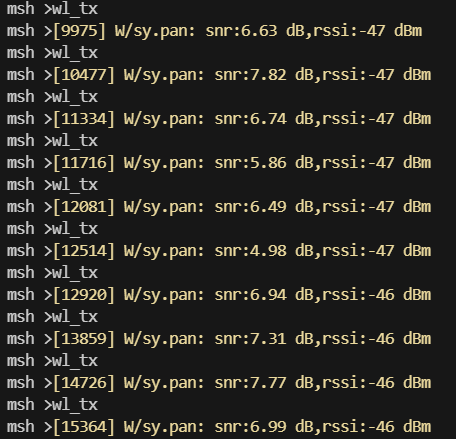 msh >wl_tx
msh >[9975] W/sy.pan: snr:6.63 dB,rssi:-47 dBm
msh >wl_tx
msh >[10477] W/sy.pan: snr:7.82 dB,rssi:-47 dBm
msh >wl_tx
msh >[11334] W/sy.pan: snr:6.74 dB,rssi:-47 dBm
msh >wl_tx
msh >[11716] W/sy.pan: snr:5.86 dB,rssi:-47 dBm
msh >wl_tx
msh >[12081] W/sy.pan: snr:6.49 dB,rssi:-47 dBm
msh >wl_tx
msh >[12514] W/sy.pan: snr:4.98 dB,rssi:-47 dBm
msh >wl_tx
msh >[12920] W/sy.pan: snr:6.94 dB,rssi:-46 dBm
msh >wl_tx
msh >[13859] W/sy.pan: snr:7.31 dB,rssi:-46 dBm
msh >wl_tx
msh >[14726] W/sy.pan: snr:7.77 dB,rssi:-46 dBm
msh >wl_tx
msh >[15364] W/sy.pan: snr:6.99 dB,rssi:-46 dBm